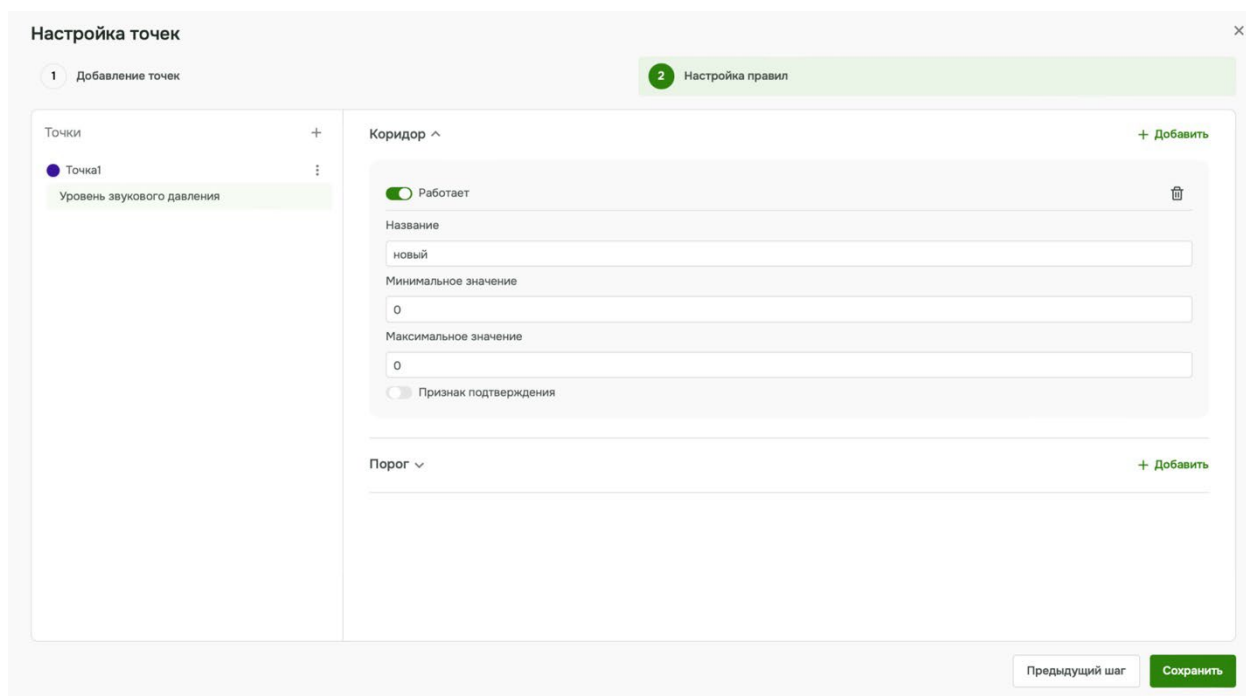 Настройка точек
1 Добавление точек
2 Настройка правил
Точки
Точка1
Уровень звукового давления
Коридор
+ Добавить
Работает
Название
новый
Минимальное значение
0
Максимальное значение
0
Признак подтверждения
Порог
+ Добавить
Предыдущий шаг
Сохранить